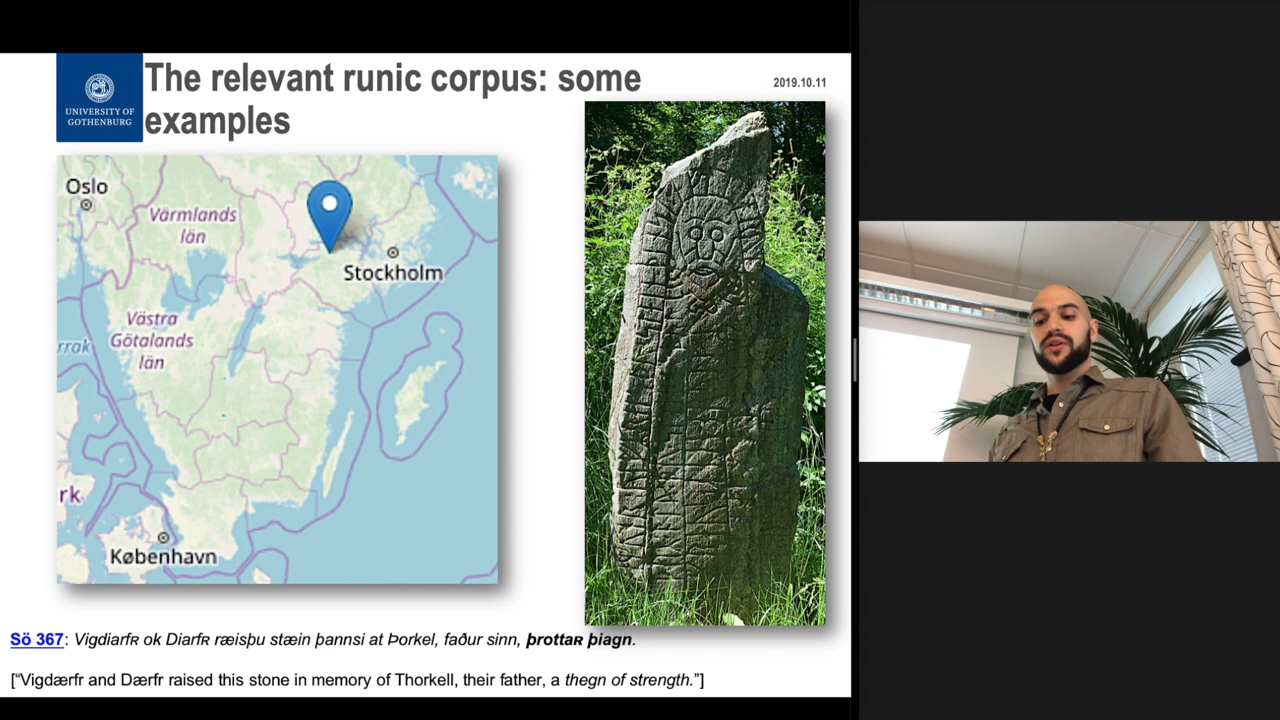 The relevant runic corpus: some
examples
2019.10.11
UNIVERSITY OF
GOTHENBURG
Oslo
Värmlands
län
Stockholm
Västra
Götalands
län
rrak
rk
København
Sö 367: Vigdiarfʀ ok Diarfʀ ræisþu stæin þannsi at Þorkel, faður sinn, þrottaʀ þiagn.
[“Vigdærfr and Dærfr raised this stone in memory of Thorkell, their father, a thegn of strength.”]